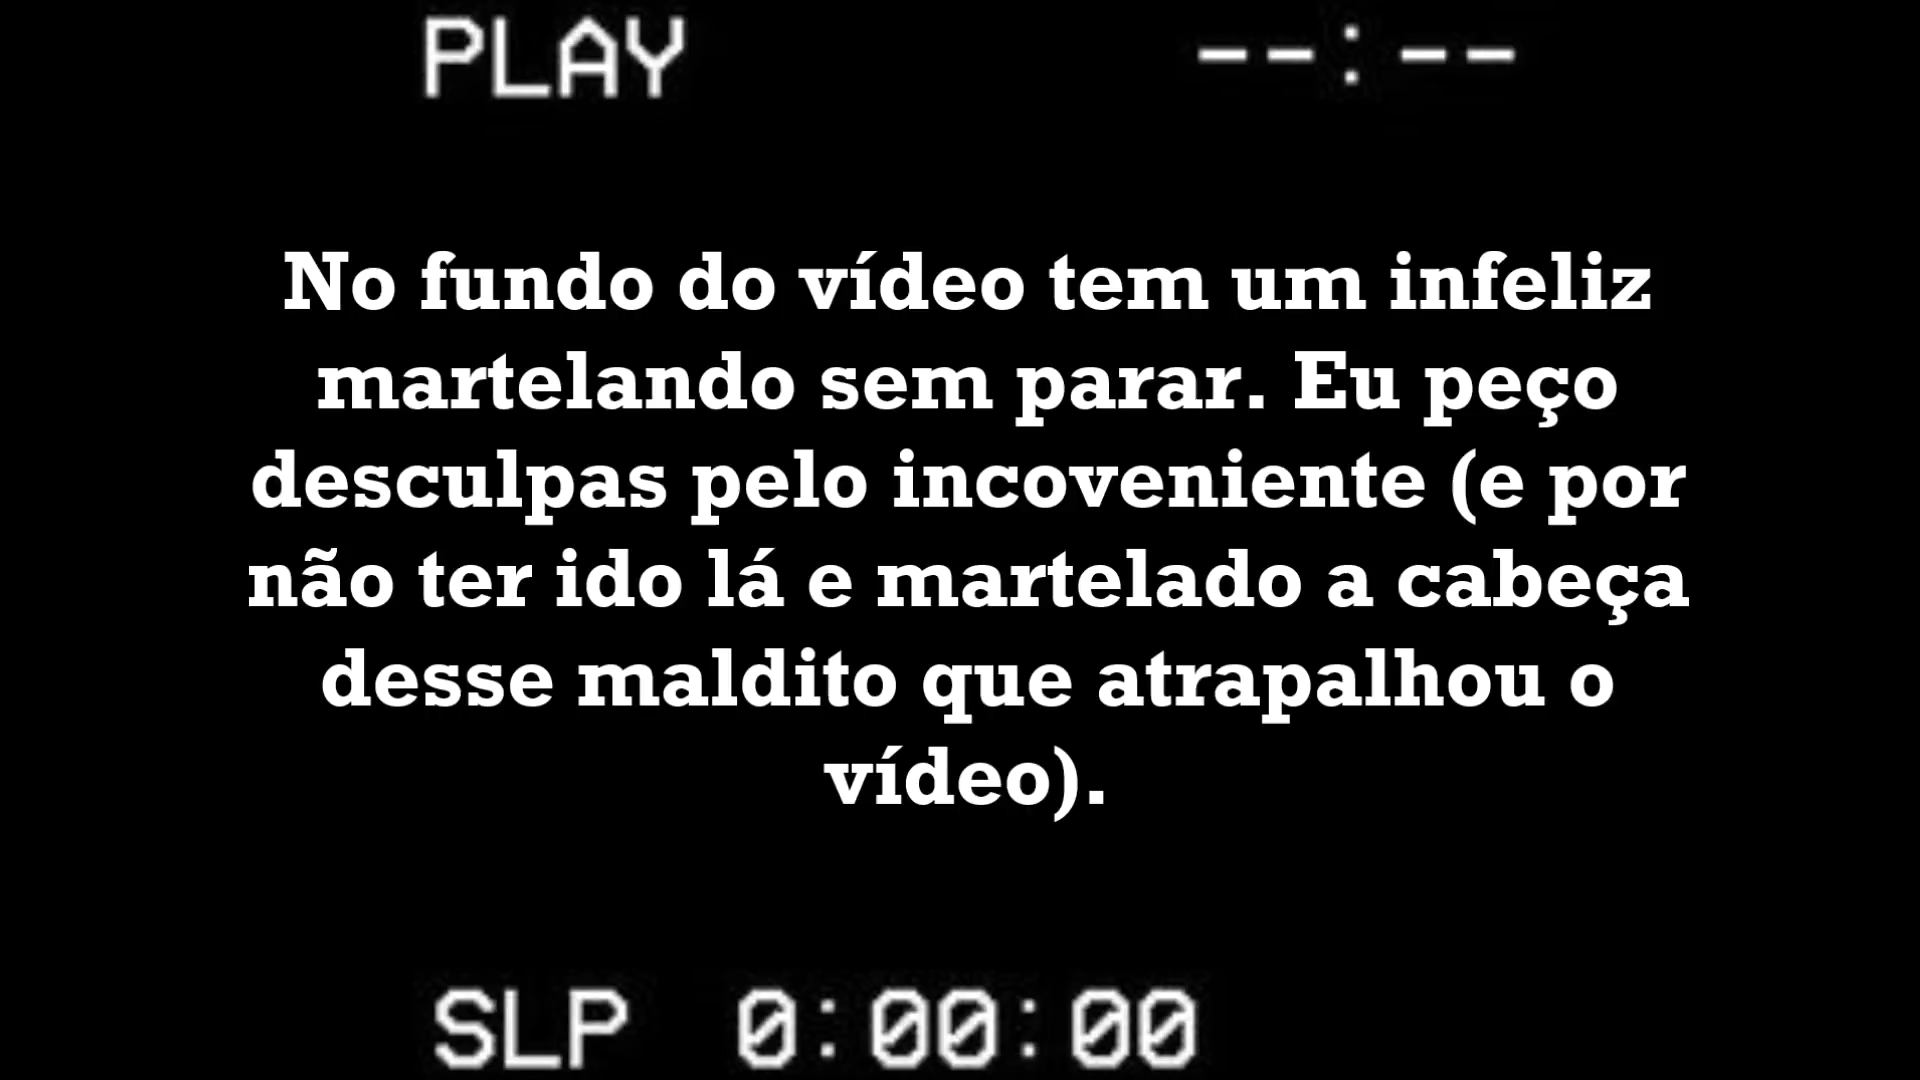 PLAY --:--
No fundo do vídeo tem um infeliz
martelando sem parar. Eu peço
desculpas pelo incoveniente (e por
não ter ido lá e martelado a cabeça
desse maldito que atrapalhou o
vídeo).
SLP 0:00:00